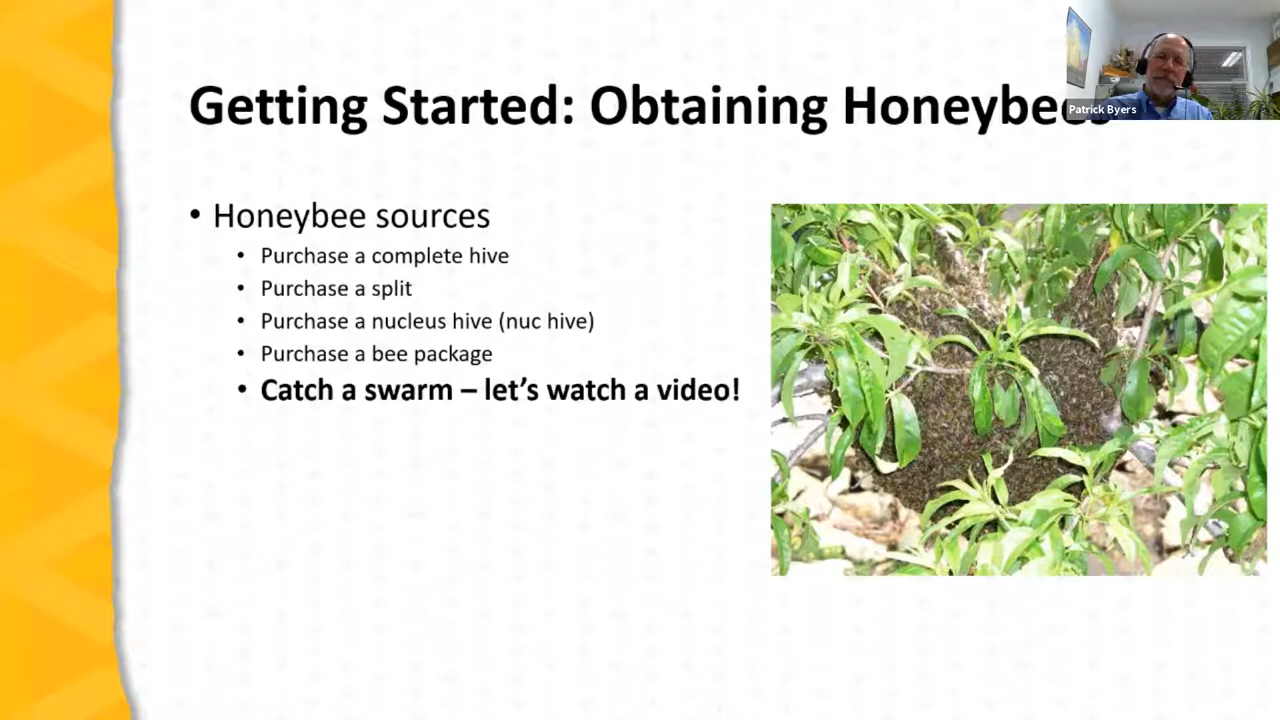 Getting Started: Obtaining Honeybees
Patrick Byers
• Honeybee sources
• Purchase a complete hive
• Purchase a split
• Purchase a nucleus hive (nuc hive)
• Purchase a bee package
• Catch a swarm – let's watch a video!